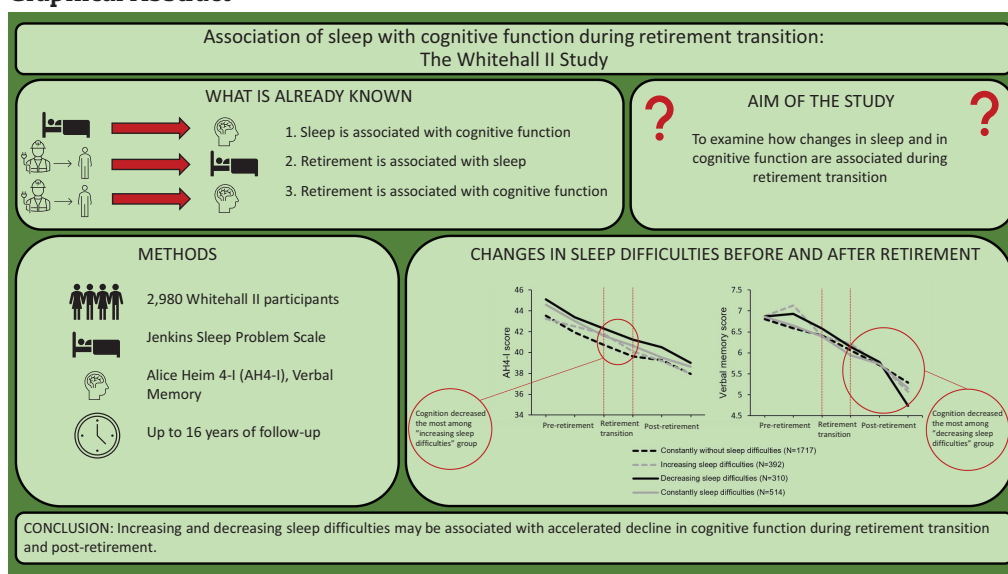 Association of sleep with cognitive function during retirement transition:
The Whitehall II Study
WHAT IS ALREADY KNOWN
1. Sleep is associated with cognitive function
2. Retirement is associated with sleep
3. Retirement is associated with cognitive function
?
AIM OF THE STUDY
?
To examine how changes in sleep and in
cognitive function are associated during
retirement transition
METHODS
2,980 Whitehall II participants
Jenkins Sleep Problem Scale
Alice Heim 4-I (AH4-I), Verbal
Memory
Up to 16 years of follow-up
CHANGES IN SLEEP DIFFICULTIES BEFORE AND AFTER RETIREMENT
AH4-I score
46
44
42
40
38
36
34
Pre-retirement
Retirement
transition
Post-retirement
Cognition decreased
the most among
"increasing sleep
difficulties" group
Verbal memory score
7.5
7
6.5
6
5.5
5
4.5
Pre-retirement
Retirement
transition
Post-retirement
Cognition decreased
the most among
"decreasing sleep
difficulties" group
Constantly without sleep difficulties (N=1717)
Increasing sleep difficulties (N=392)
Decreasing sleep difficulties (N=310)
Constantly sleep difficulties (N=514)
CONCLUSION: Increasing and decreasing sleep difficulties may be associated with accelerated decline in cognitive function during retirement transition
and post-retirement.